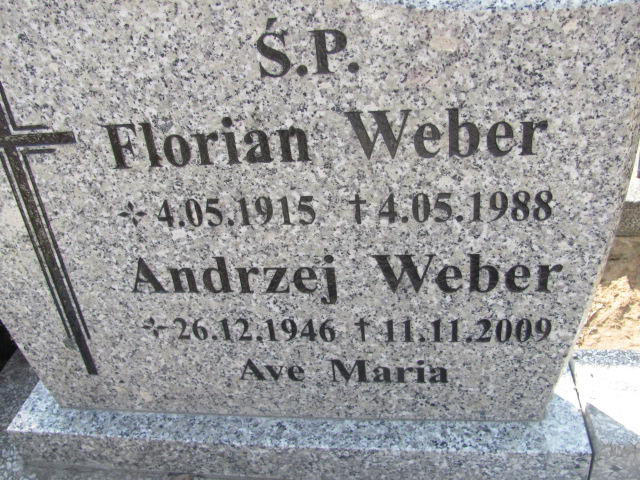 Ś.P.
Florian Weber
✢ 4.05.1915 † 4.05.1988
Andrzej Weber
✢ 26.12.1946 † 11.11.2009
Ave Maria